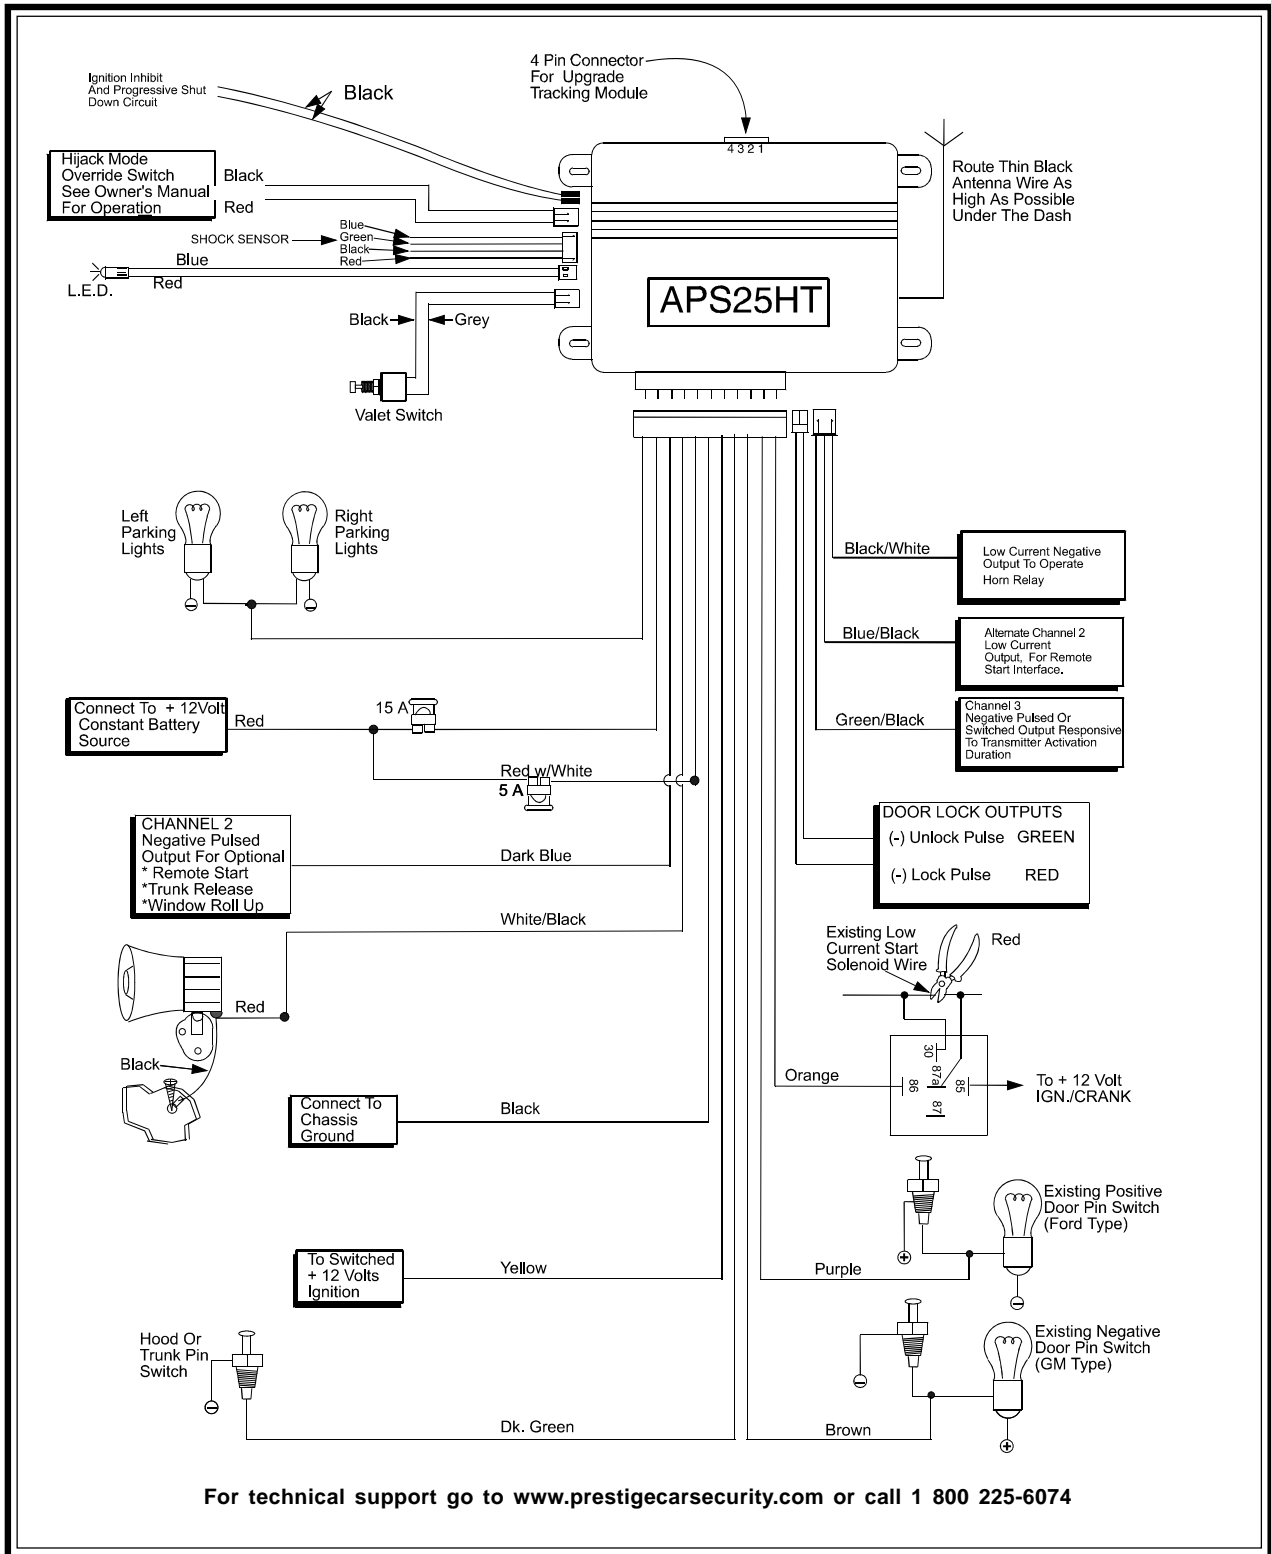 4 Pin Connector
For Upgrade
Tracking Module
Ignition Inhibit
And Progressive Shut
Down Circuit
Black
4 3 2 1
Hijack Mode
Override Switch
See Owner's Manual
For Operation
Black
Red
Route Thin Black
Antenna Wire As
High As Possible
Under The Dash
SHOCK SENSOR
Blue
Green
Black
Red
Blue
Red
L.E.D.
APS25HT
Black
Grey
Valet Switch
Left
Parking
Lights
Right
Parking
Lights
Black/White
Low Current Negative
Output To Operate
Horn Relay
Blue/Black
Alternate Channel 2
Low Current
Output, For Remote
Start Interface.
Connect To + 12Volt
Constant Battery
Source
Red
15 A
Green/Black
Channel 3
Negative Pulsed Or
Switched Output Responsive
To Transmitter Activation
Duration
Red w/White
5 A
CHANNEL 2
Negative Pulsed
Output For Optional
* Remote Start
*Trunk Release
*Window Roll Up
Dark Blue
DOOR LOCK OUTPUTS
(-) Unlock Pulse GREEN
(-) Lock Pulse RED
White/Black
Existing Low
Current Start
Solenoid Wire
Red
Red
Black
Orange
30
87a
86
85
87
To + 12 Volt
IGN./CRANK
Connect To
Chassis
Ground
Black
Existing Positive
Door Pin Switch
(Ford Type)
To Switched
+ 12 Volts
Ignition
Yellow
Purple
Hood Or
Trunk Pin
Switch
Existing Negative
Door Pin Switch
(GM Type)
Dk. Green
Brown
For technical support go to www.prestigecarsecurity.com or call 1 800 225-6074